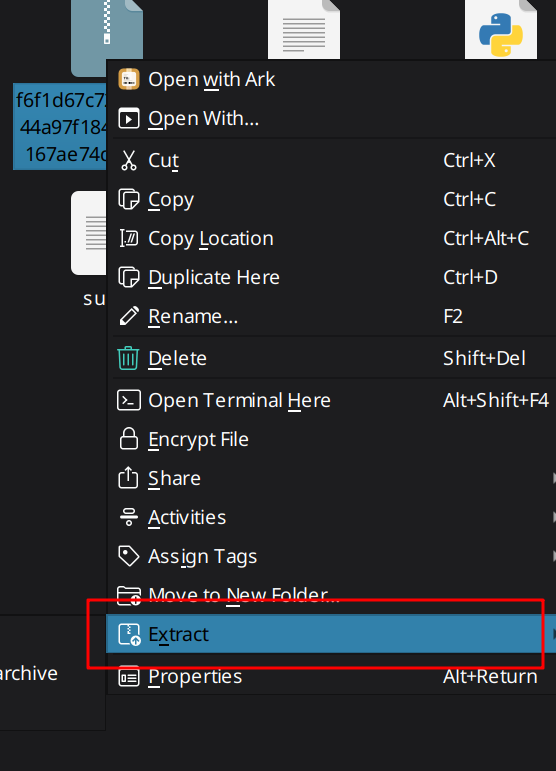 f6f1d67c7
44a97f184
167ae74c
su
Open with Ark
Open With...
Cut Ctrl+X
Copy Ctrl+C
Copy Location Ctrl+Alt+C
Duplicate Here Ctrl+D
Rename... F2
Delete Shift+Del
Open Terminal Here Alt+Shift+F4
Encrypt File
Share
Activities
Assign Tags
Move to New Folder...
Extract
archive
Properties Alt+Return